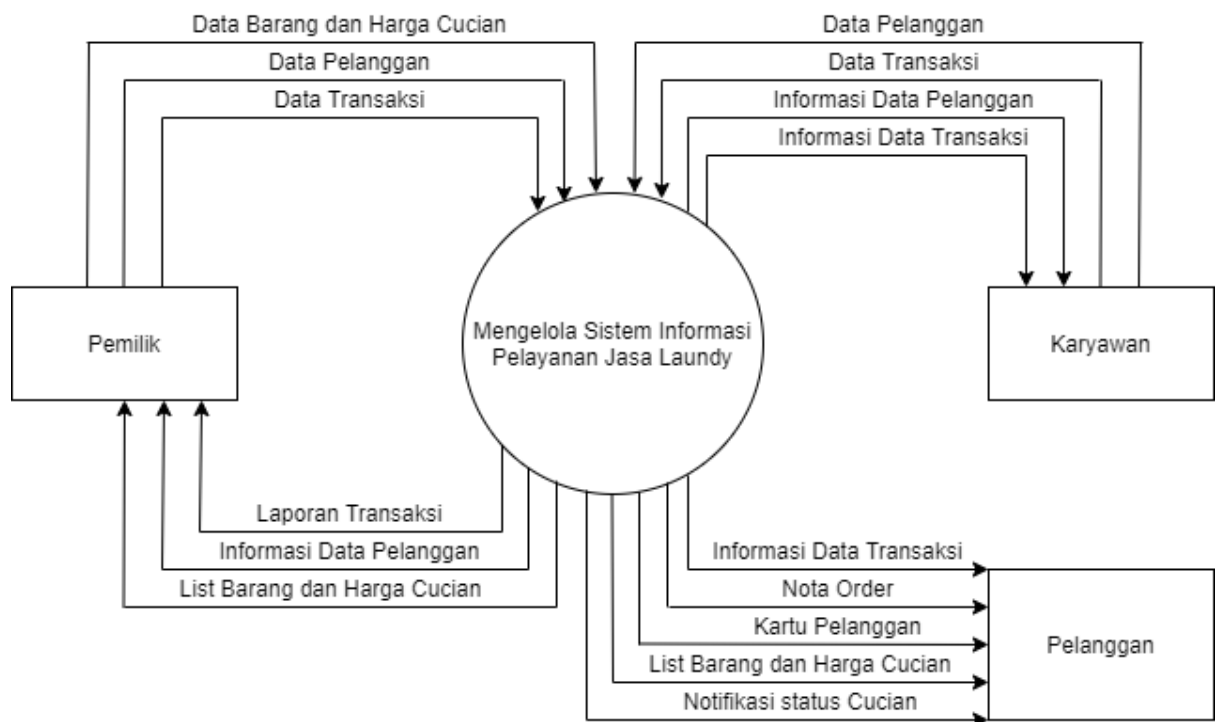 Data Barang dan Harga Cucian
Data Pelanggan
Data Transaksi
Data Pelanggan
Data Transaksi
Informasi Data Pelanggan
Informasi Data Transaksi
Pemilik
Mengelola Sistem Informasi
Pelayanan Jasa Laundy
Karyawan
Laporan Transaksi
Informasi Data Pelanggan
List Barang dan Harga Cucian
Informasi Data Transaksi
Nota Order
Kartu Pelanggan
List Barang dan Harga Cucian
Notifikasi status Cucian
Pelanggan